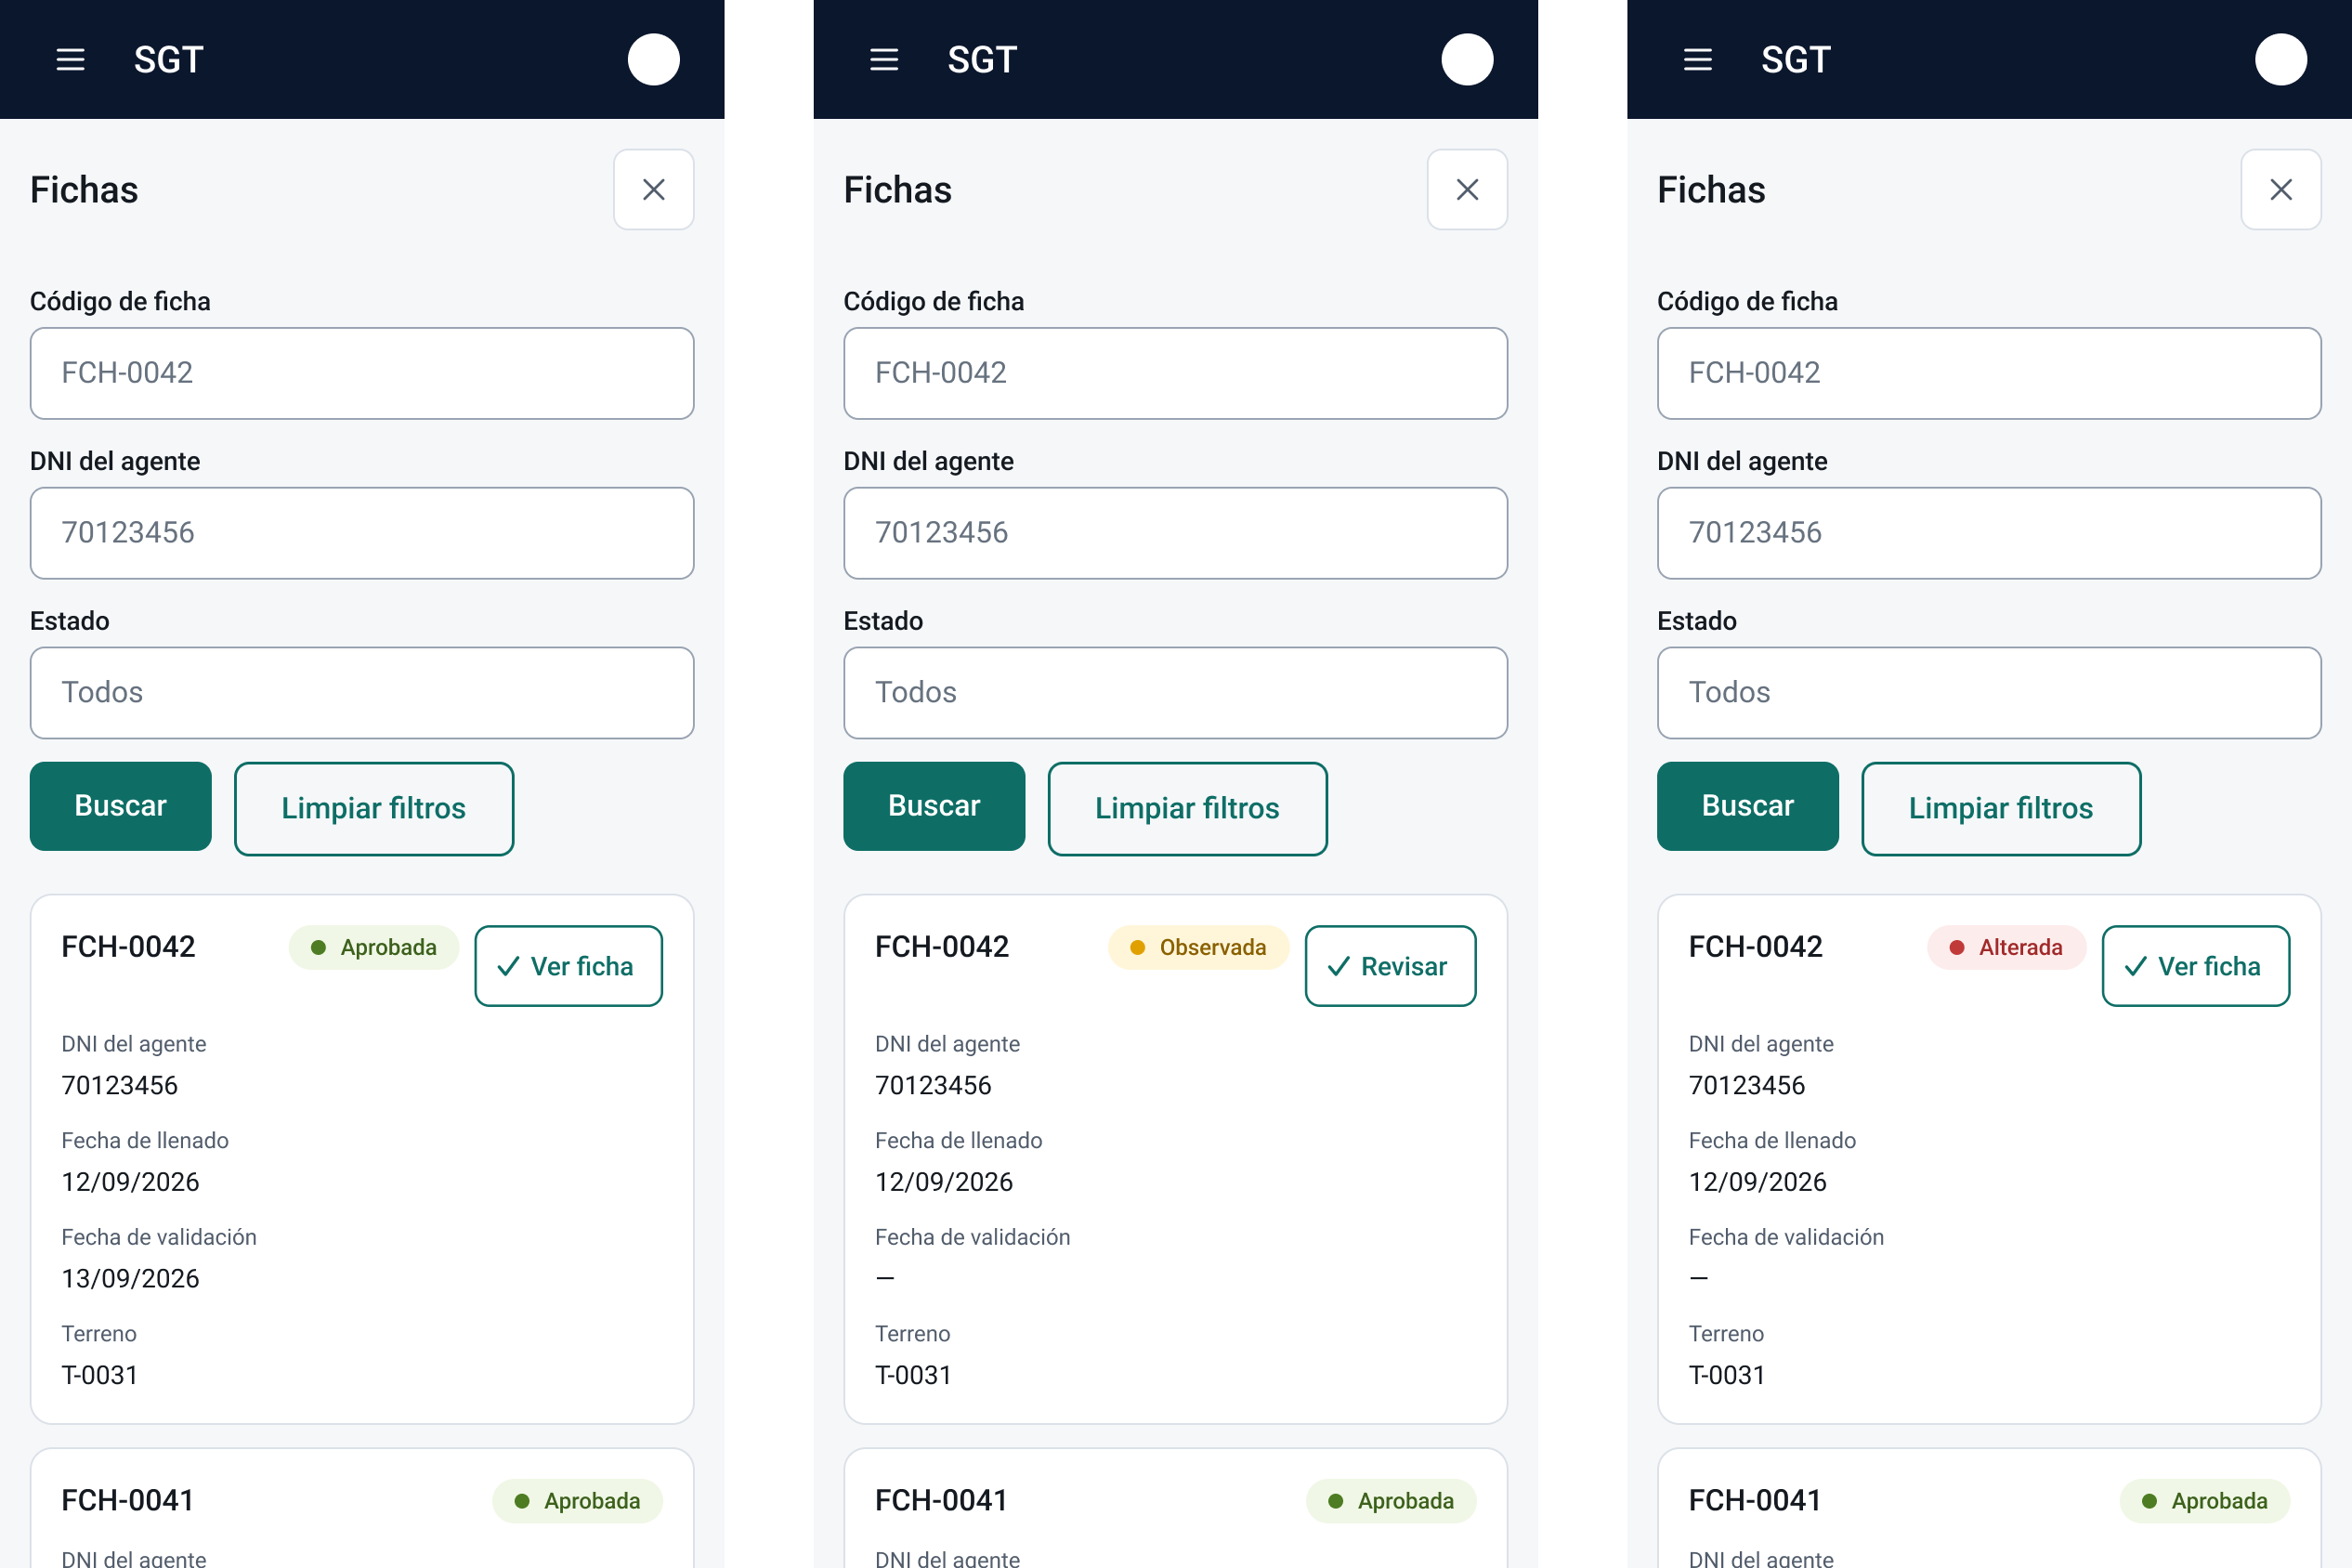 SGT
Fichas
Código de ficha
FCH-0042
DNI del agente
70123456
Estado
Todos
Buscar Limpiar filtros
FCH-0042 Aprobada Ver ficha
DNI del agente
70123456
Fecha de llenado
12/09/2026
Fecha de validación
13/09/2026
Terreno
T-0031
FCH-0041 Aprobada
DNI del agente
SGT
Fichas
Código de ficha
FCH-0042
DNI del agente
70123456
Estado
Todos
Buscar Limpiar filtros
FCH-0042 Observada Revisar
DNI del agente
70123456
Fecha de llenado
12/09/2026
Fecha de validación
—
Terreno
T-0031
FCH-0041 Aprobada
DNI del agente
SGT
Fichas
Código de ficha
FCH-0042
DNI del agente
70123456
Estado
Todos
Buscar Limpiar filtros
FCH-0042 Alterada Ver ficha
DNI del agente
70123456
Fecha de llenado
12/09/2026
Fecha de validación
—
Terreno
T-0031
FCH-0041 Aprobada
DNI del agente